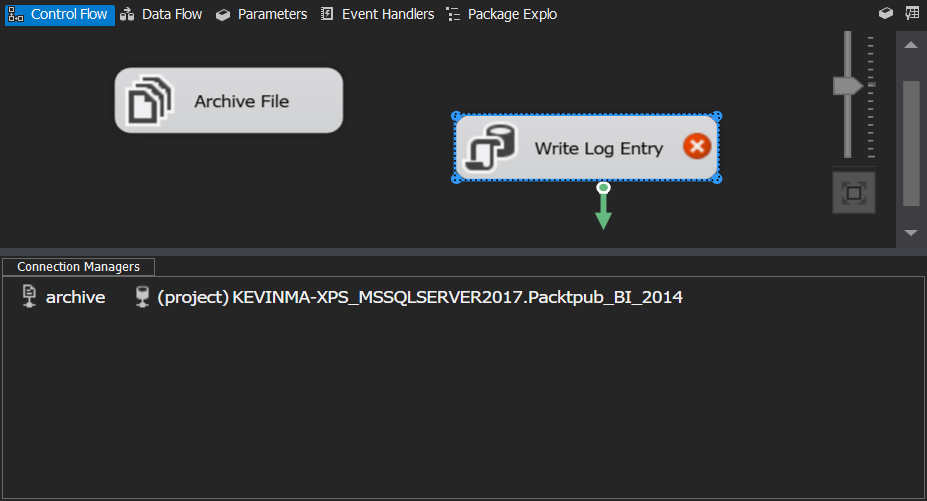 Control Flow Data Flow Parameters Event Handlers Package Explo
Archive File
Write Log Entry
Connection Managers
archive (project) KEVINMA-XPS_MSSQLSERVER2017.Packtpub_BI_2014